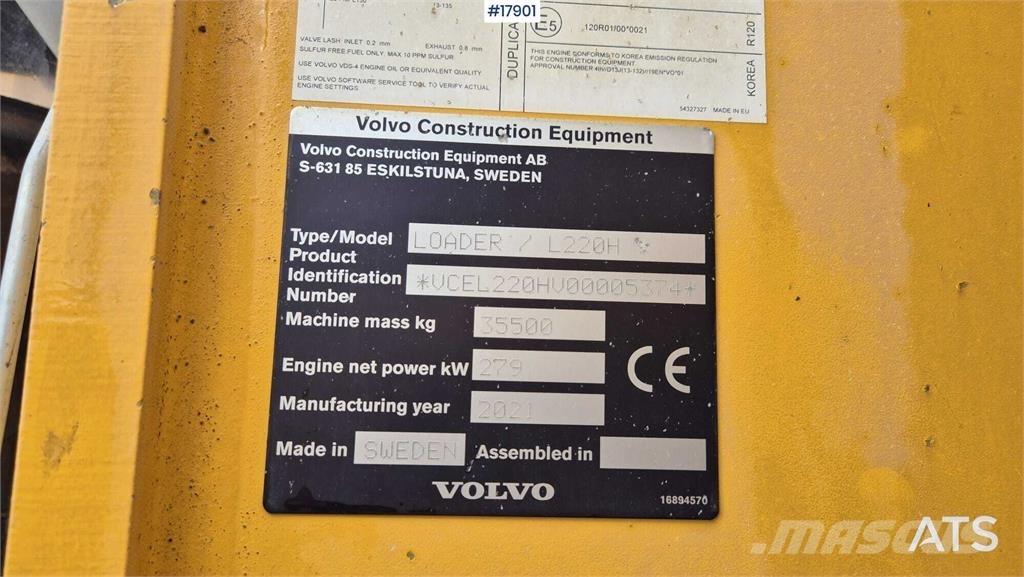 #17901
13-135
VALVE LASH INLET 0.2 mm EXHAUST 0.8 mm
SULFUR FREE FUEL ONLY, MAX 10 PPM SULFUR
USE VOLVO VDS-4 ENGINE OIL OR EQUIVALENT QUALITY
USE VOLVO SOFTWARE SERVICE TOOL TO VERIFY ACTUAL
ENGINE SETTINGS
DUPLICA
E5
120R01/00*0021
R120
THIS ENGINE CONFORMS TO KOREA EMISSION REGULATION
FOR CONSTRUCTION EQUIPMENT.
KOREA
54327327 MADE IN EU
Volvo Construction Equipment
Volvo Construction Equipment AB
S-631 85 ESKILSTUNA, SWEDEN
Type/Model LOADER / L220H
Product
Identification *VCEL220HV00005374*
Number
Machine mass kg 35500
Engine net power kW 279
Manufacturing year 2021
CE
Made in SWEDEN Assembled in
VOLVO
16894570
MASCUS
ATS